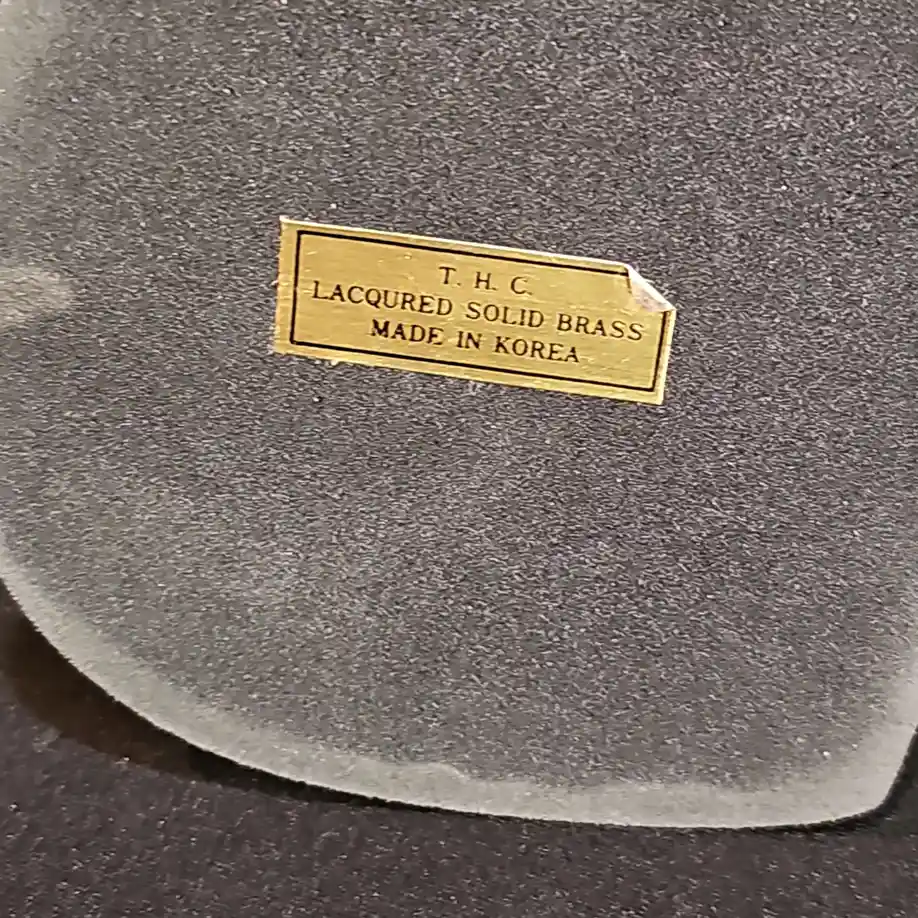 T. H. C.
LACQURED SOLID BRASS
MADE IN KOREA